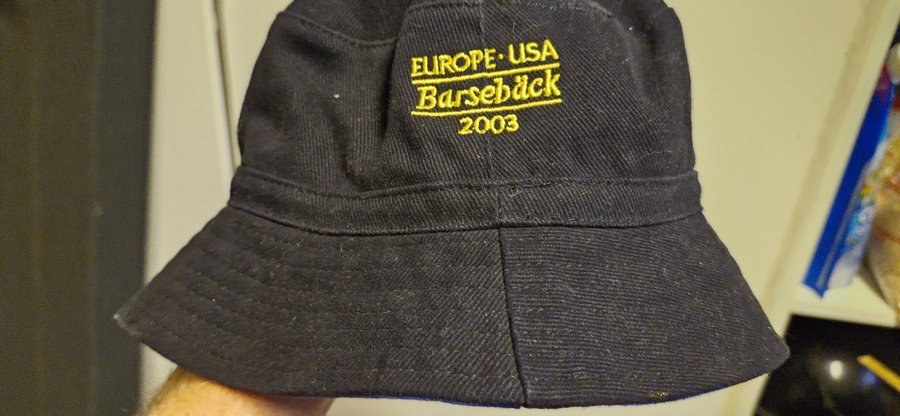 EUROPE · USA
Barsebäck
2003